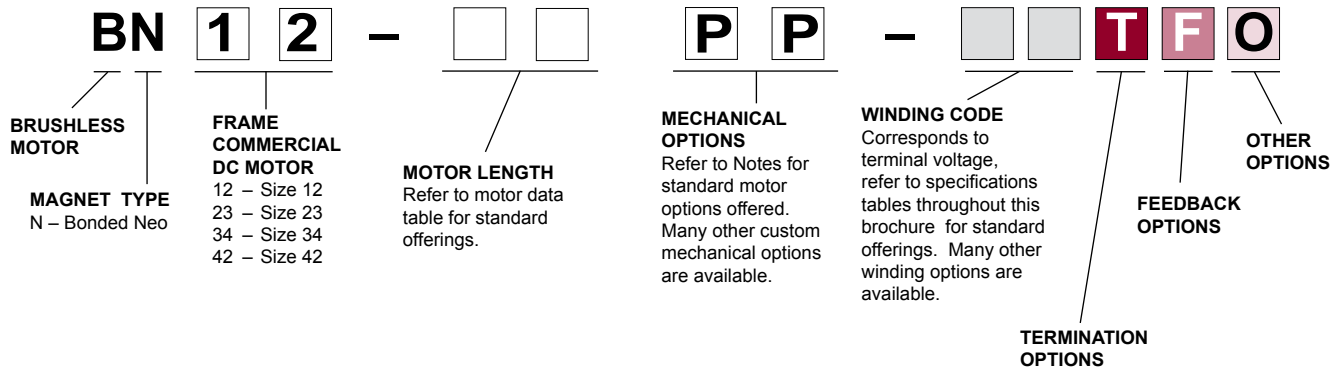 BN 12 – PP – TFO
BRUSHLESS
MOTOR
MAGNET TYPE
N – Bonded Neo
FRAME
COMMERCIAL
DC MOTOR
12 – Size 12
23 – Size 23
34 – Size 34
42 – Size 42
MOTOR LENGTH
Refer to motor data
table for standard
offerings.
MECHANICAL
OPTIONS
Refer to Notes for
standard motor
options offered.
Many other custom
mechanical options
are available.
WINDING CODE
Corresponds to
terminal voltage,
refer to specifications
tables throughout this
brochure for standard
offerings. Many other
winding options are
available.
TERMINATION
OPTIONS
FEEDBACK
OPTIONS
OTHER
OPTIONS